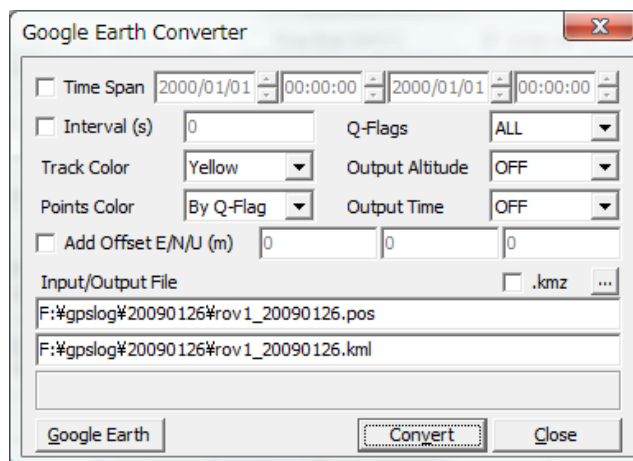 Google Earth Converter
Time Span 2000/01/01 00:00:00 2000/01/01 00:00:00
Interval (s) 0 Q-Flags ALL
Track Color Yellow Output Altitude OFF
Points Color By Q-Flag Output Time OFF
Add Offset E/N/U (m) 0 0 0
Input/Output File .kmz ...
F:¥gpslog¥20090126¥rov1_20090126.pos
F:¥gpslog¥20090126¥rov1_20090126.kml
Google Earth Convert Close